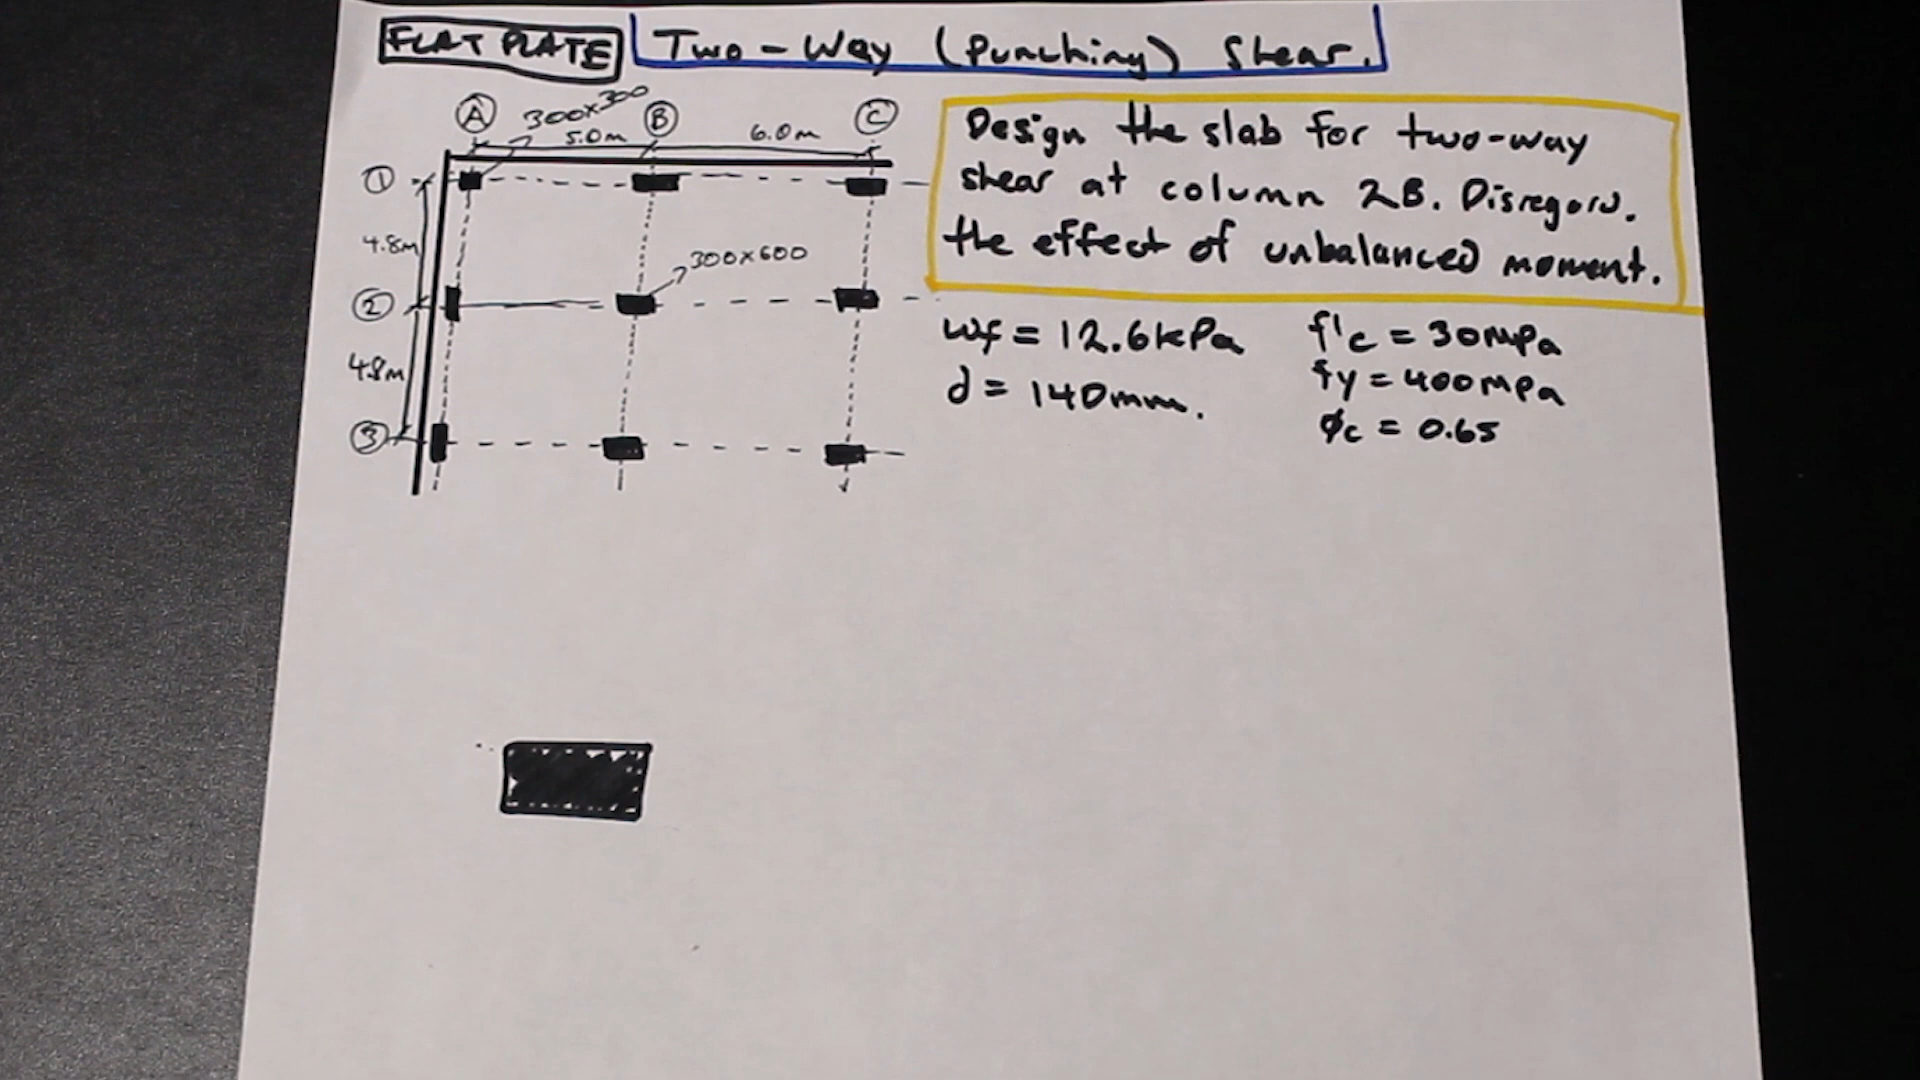 FLAT PLATE Two-Way (Punching) Shear.
A 300x300 B C
5.0m 6.0m
1
4.8m
2 300x600
4.8m
3
Design the slab for two-way
shear at column 2B. Disregard.
the effect of unbalanced moment.
wf = 12.6kPa f'c = 30MPa
d = 140mm. fy = 400MPa
φc = 0.65